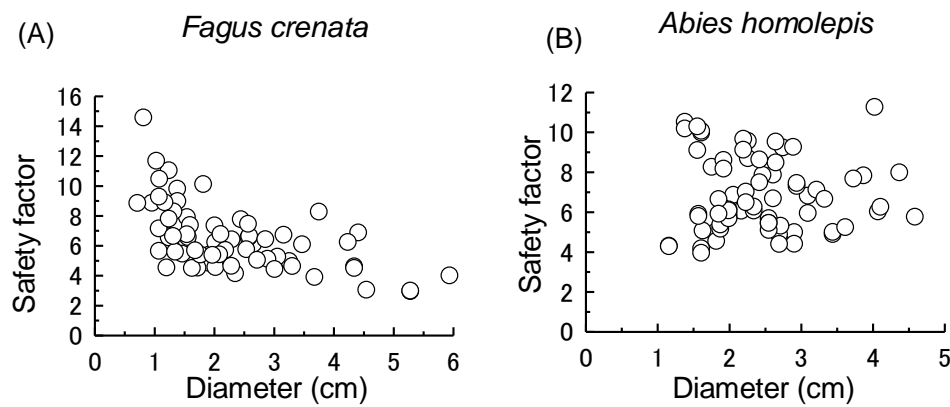 (A) Fagus crenata
Safety factor
16
14
12
10
8
6
4
2
0
0 1 2 3 4 5 6
Diameter (cm)
(B) Abies homolepis
Safety factor
12
10
8
6
4
2
0
0 1 2 3 4 5
Diameter (cm)